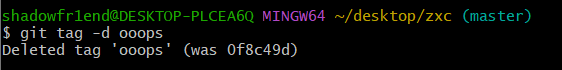 shadowfr1end@DESKTOP-PLCEA6Q MINGW64 ~/desktop/zxc (master)
$ git tag -d ooops
Deleted tag 'ooops' (was 0f8c49d)